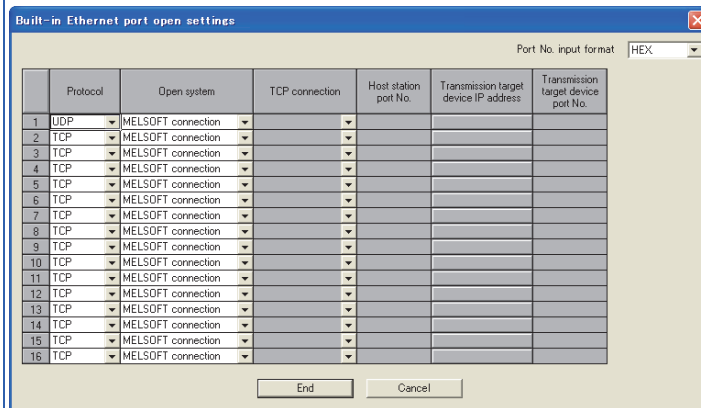 Built-in Ethernet port open settings
Port No. input format HEX
Protocol Open system TCP connection Host station port No. Transmission target device IP address Transmission target device port No.
1 UDP MELSOFT connection
2 TCP MELSOFT connection
3 TCP MELSOFT connection
4 TCP MELSOFT connection
5 TCP MELSOFT connection
6 TCP MELSOFT connection
7 TCP MELSOFT connection
8 TCP MELSOFT connection
9 TCP MELSOFT connection
10 TCP MELSOFT connection
11 TCP MELSOFT connection
12 TCP MELSOFT connection
13 TCP MELSOFT connection
14 TCP MELSOFT connection
15 TCP MELSOFT connection
16 TCP MELSOFT connection
End Cancel